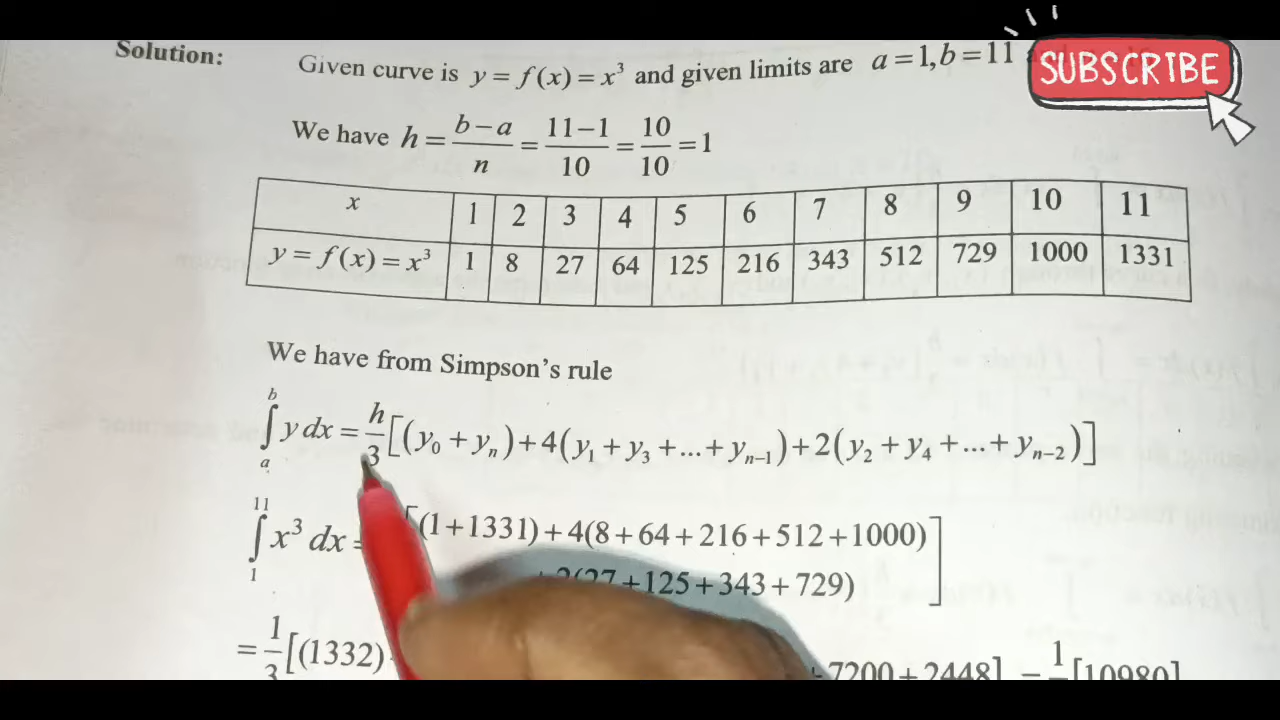 Solution: Given curve is y = f(x) = x³ and given limits are a = 1, b = 11
SUBSCRIBE
We have h = (b − a)/n = (11 − 1)/10 = 10/10 = 1
x 1 2 3 4 5 6 7 8 9 10 11
y = f(x) = x³ 1 8 27 64 125 216 343 512 729 1000 1331
We have from Simpson's rule
∫ₐᵇ y dx = h/3 [(y₀ + yₙ) + 4(y₁ + y₃ + ... + yₙ₋₁) + 2(y₂ + y₄ + ... + yₙ₋₂)]
∫₁¹¹ x³ dx = [(1 + 1331) + 4(8 + 64 + 216 + 512 + 1000)
+ 2(27 + 125 + 343 + 729)]
= 1/3 [(1332) + 7200 + 2448] = 1/ [10980]